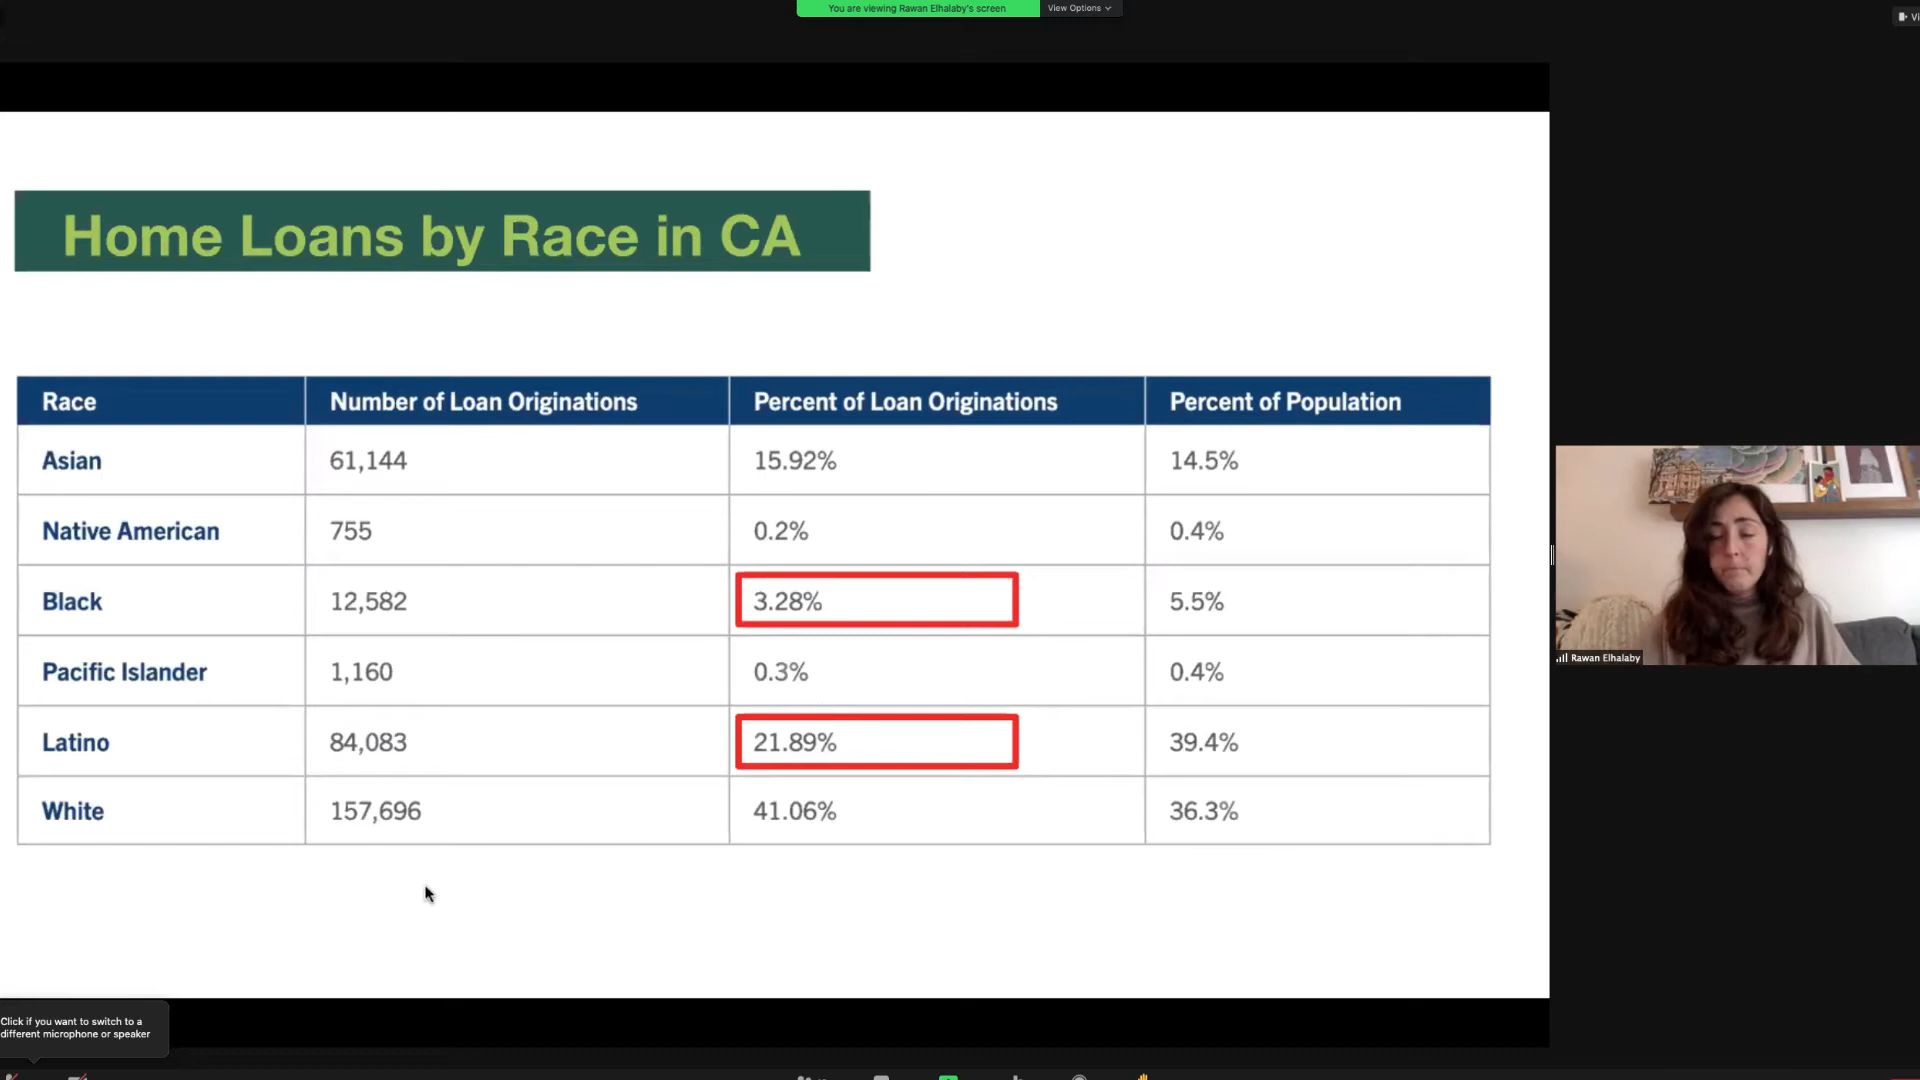 You are viewing Rawan Elhalaby's screen View Options
Home Loans by Race in CA
Race Number of Loan Originations Percent of Loan Originations Percent of Population
Asian 61,144 15.92% 14.5%
Native American 755 0.2% 0.4%
Black 12,582 3.28% 5.5%
Pacific Islander 1,160 0.3% 0.4%
Latino 84,083 21.89% 39.4%
White 157,696 41.06% 36.3%
Rawan Elhalaby
Click if you want to switch to a
different microphone or speaker